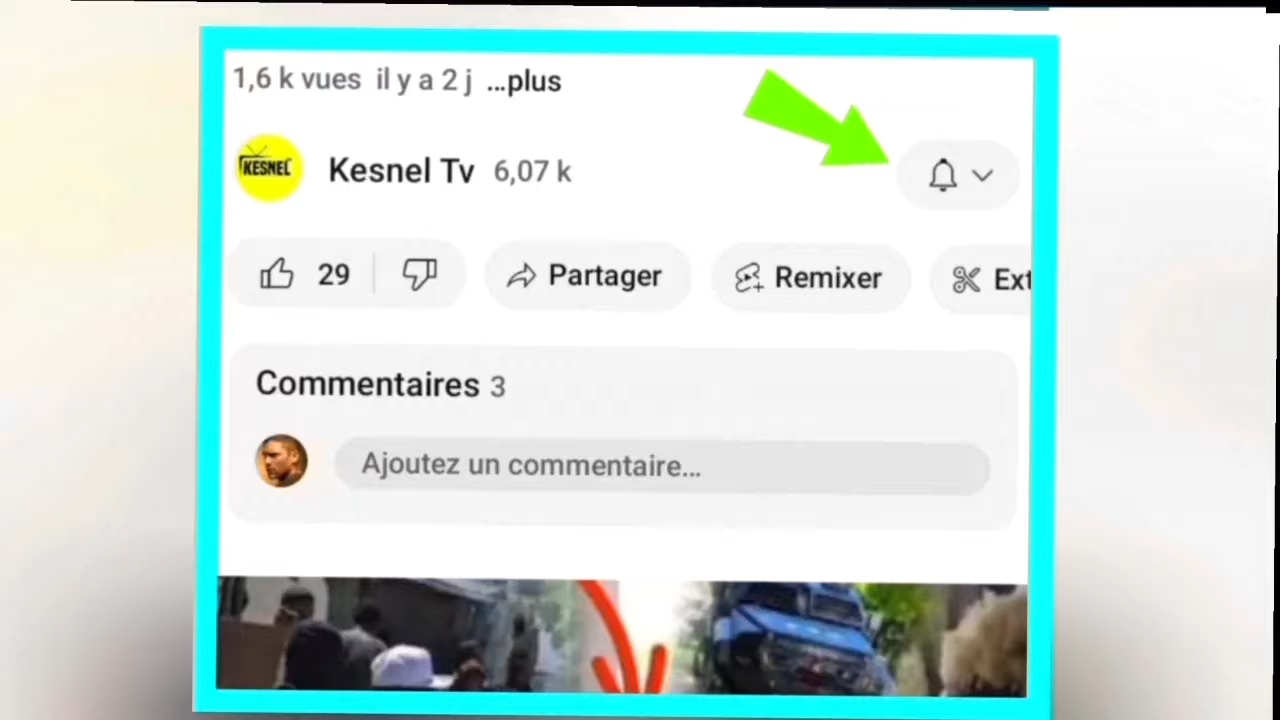 1,6 k vues il y a 2 j ...plus
KESNEL
Kesnel Tv 6,07 k
29 Partager Remixer Ext
Commentaires 3
Ajoutez un commentaire...